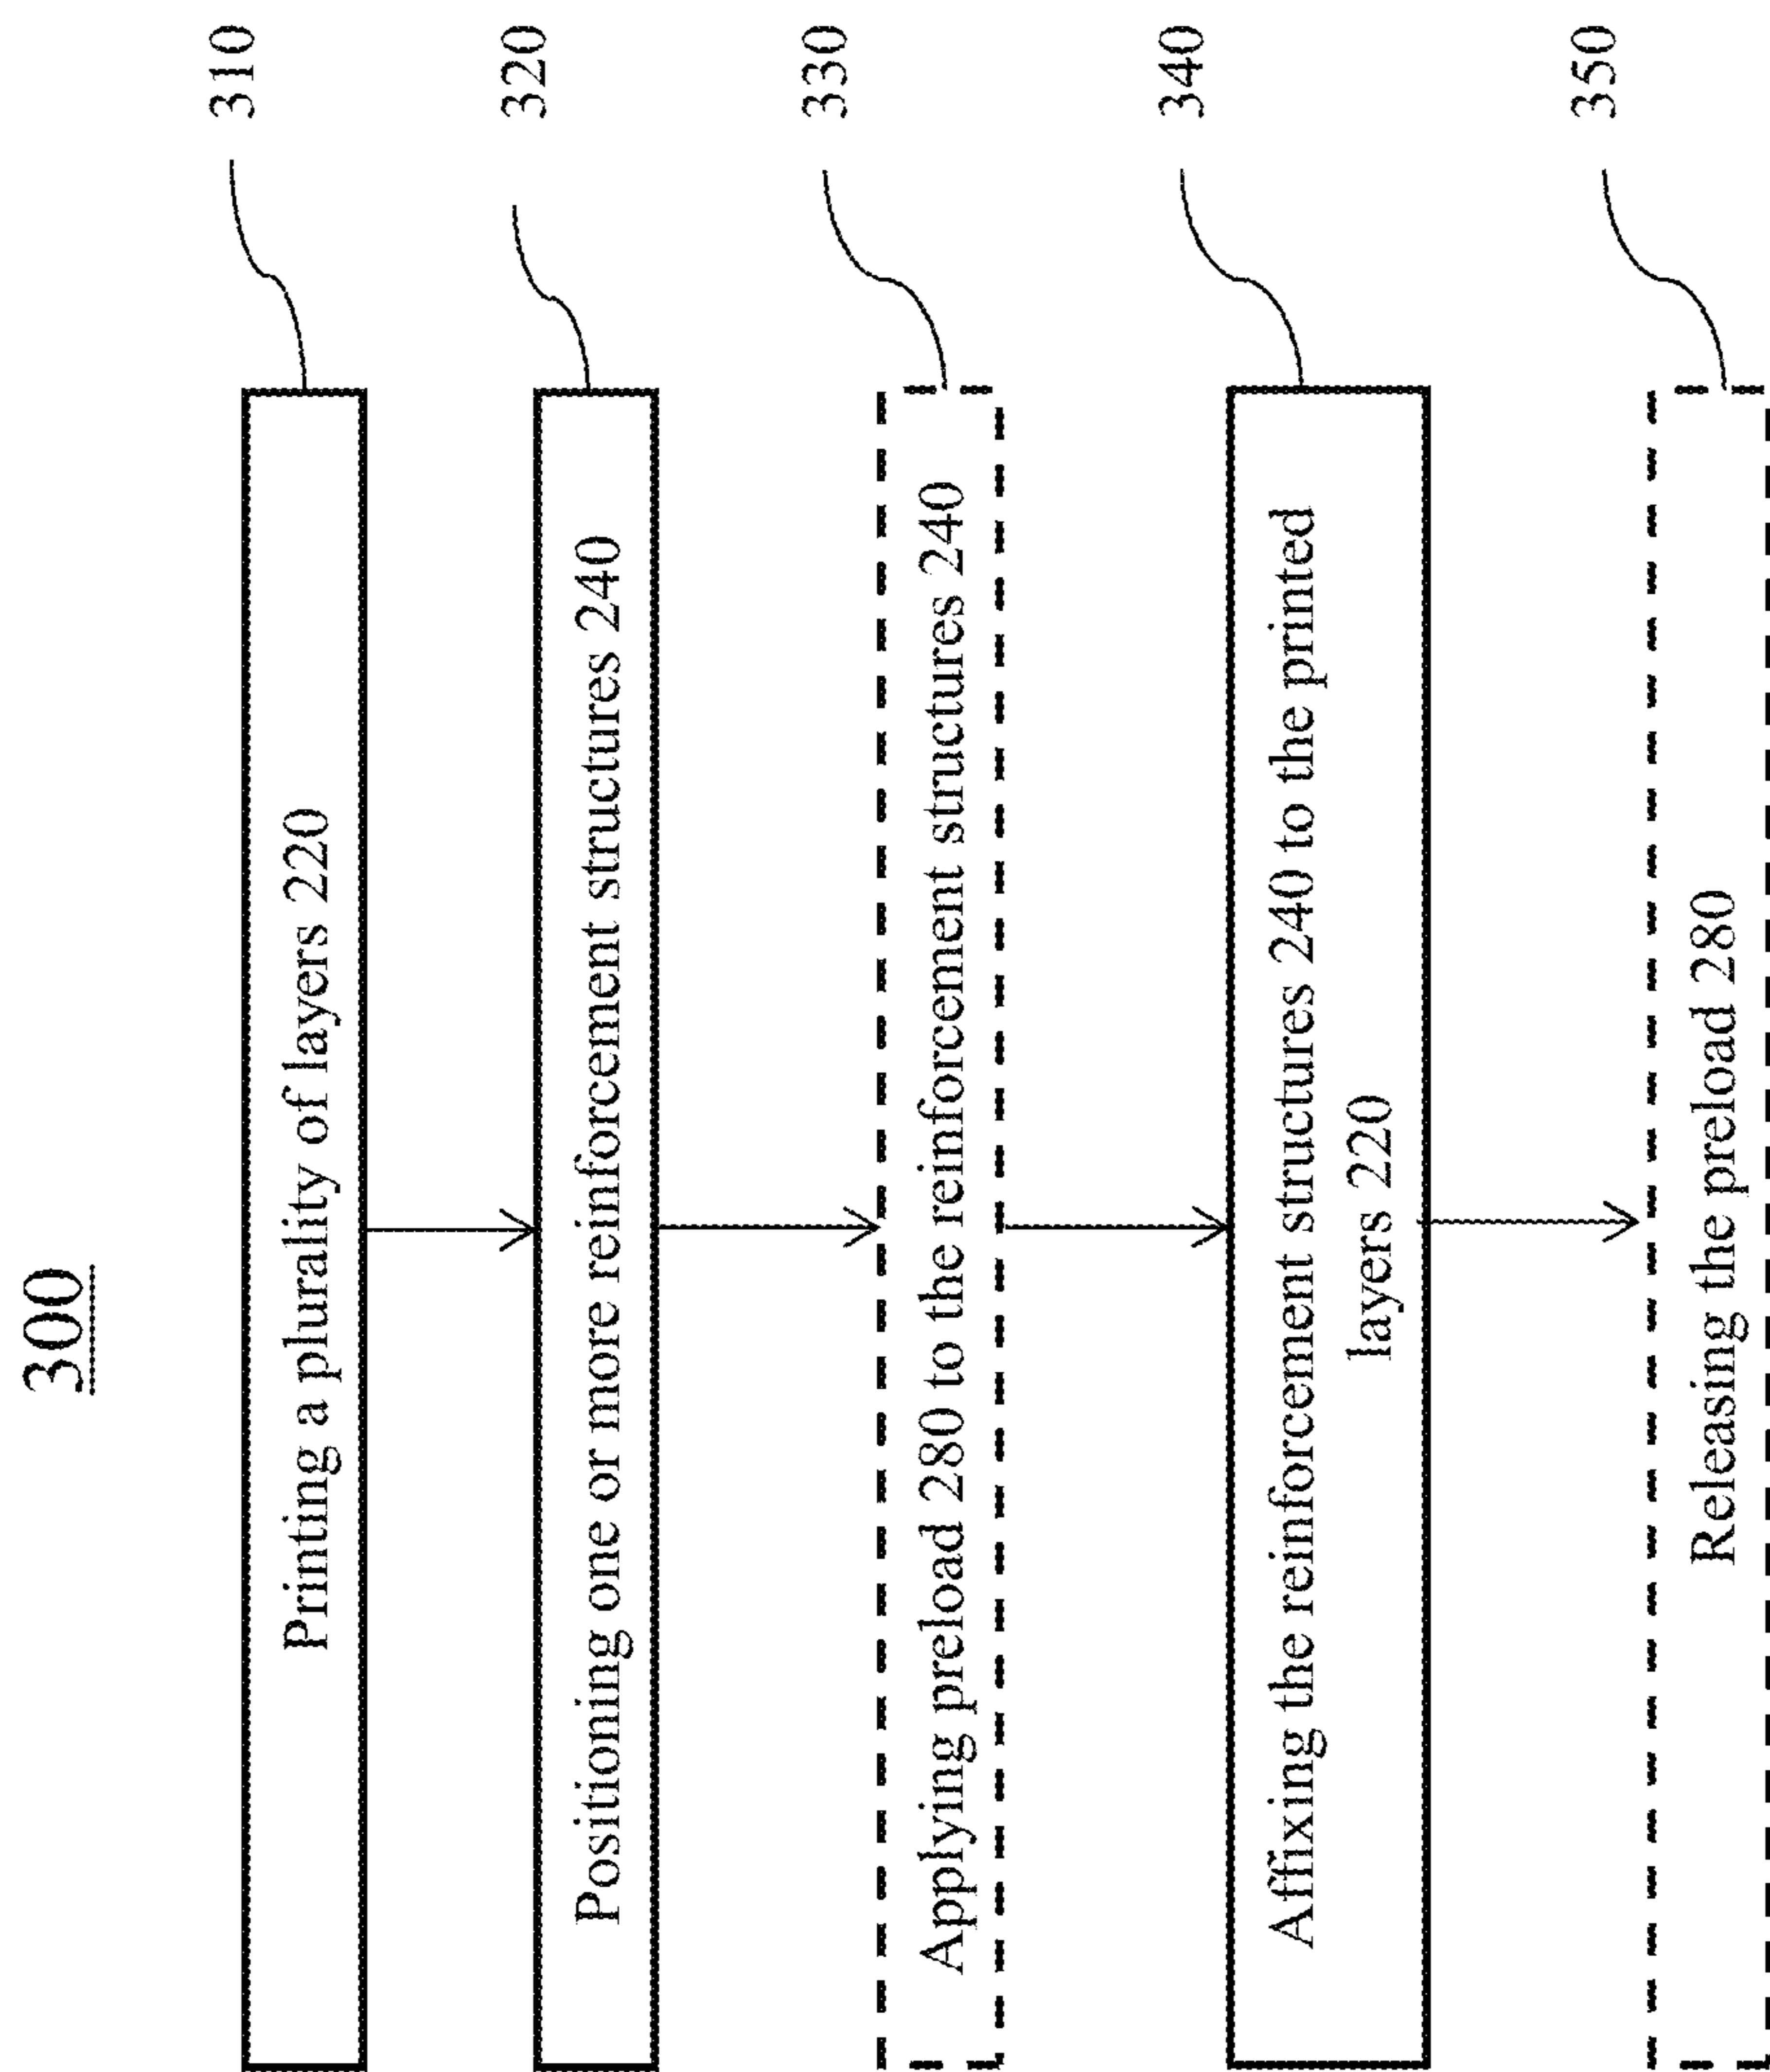 300
Printing a plurality of layers 220
310
Positioning one or more reinforcement structures 240
320
Applying preload 280 to the reinforcement structures 240
330
Affixing the reinforcement structures 240 to the printed
layers 220
340
Releasing the preload 280
350